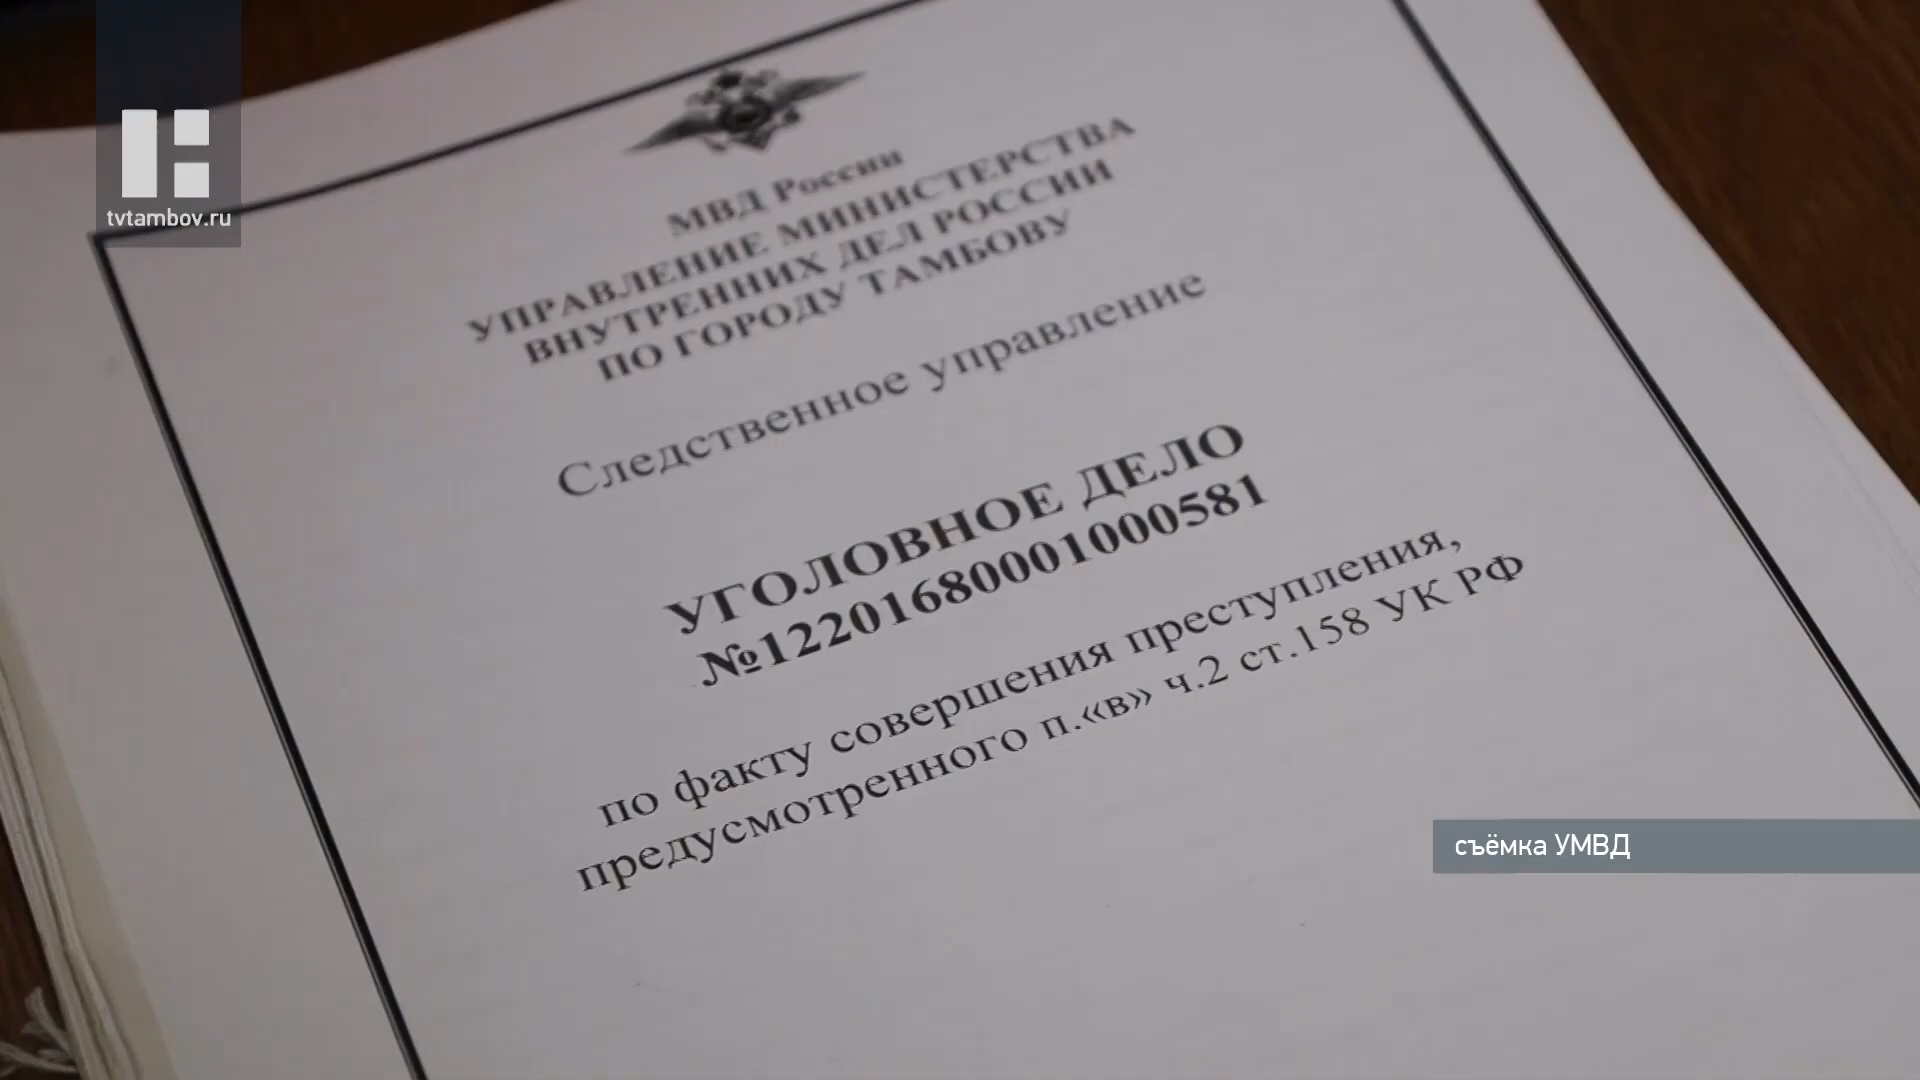 tvtambov.ru
МВД России
УПРАВЛЕНИЕ МИНИСТЕРСТВА
ВНУТРЕННИХ ДЕЛ РОССИИ
ПО ГОРОДУ ТАМБОВУ
Следственное управление
УГОЛОВНОЕ ДЕЛО
№12201680001000581
по факту совершения преступления,
предусмотренного п.«в» ч.2 ст.158 УК РФ
съёмка УМВД